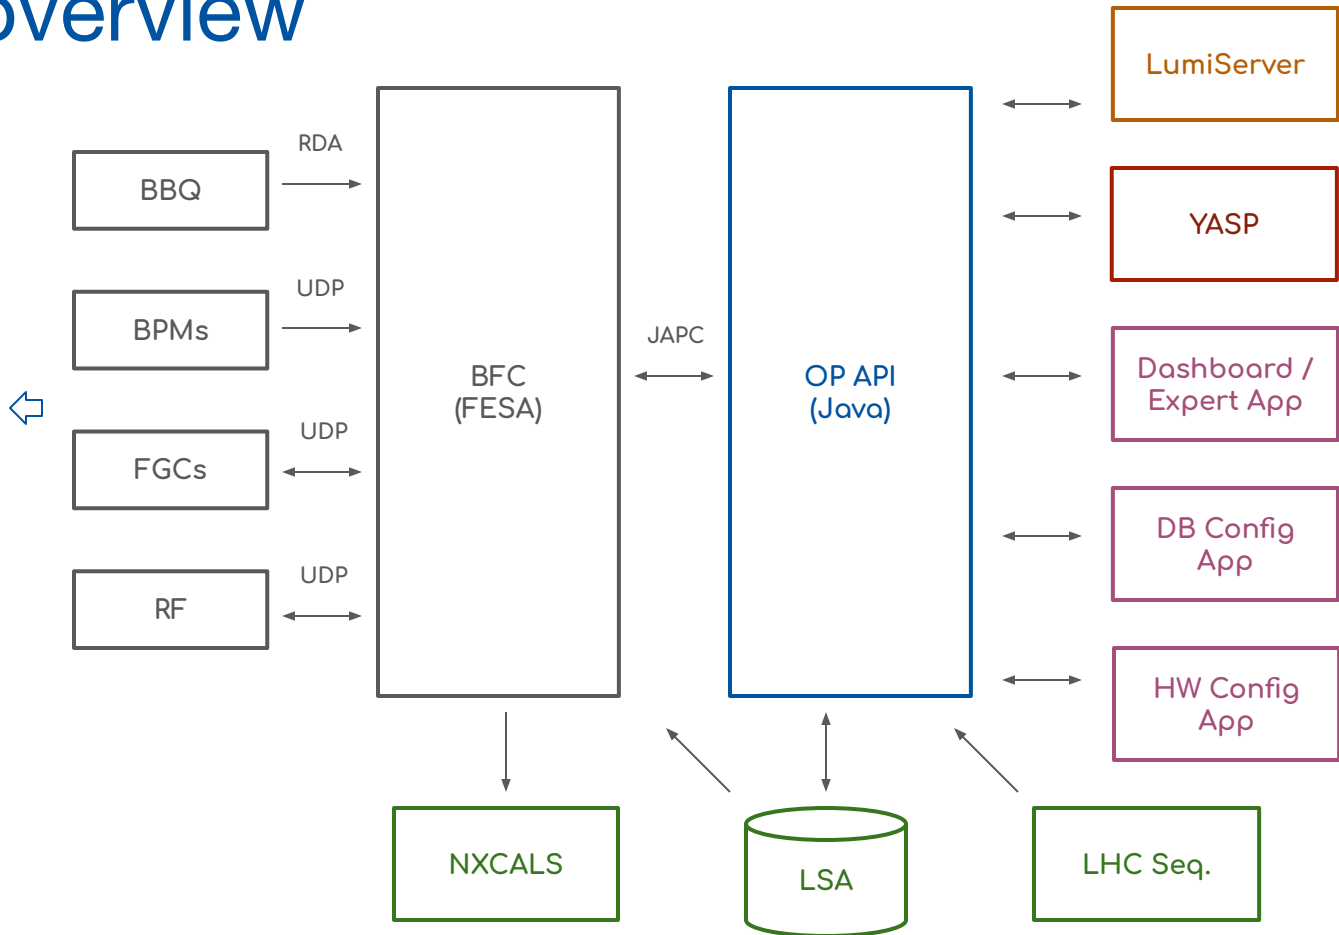 overview
LumiServer
RDA
BBQ
YASP
UDP
BPMs
JAPC
BFC
(FESA)
OP API
(Java)
Dashboard /
Expert App
UDP
FGCs
DB Config
App
UDP
RF
HW Config
App
NXCALS
LSA
LHC Seq.